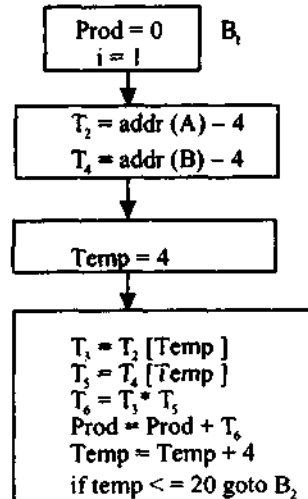 Prod = 0 B₁
i = 1
T₂ = addr (A) – 4
T₄ = addr (B) – 4
Temp = 4
T₃ = T₂ [Temp ]
T₅ = T₄ [Temp ]
T₆ = T₃ * T₅
Prod = Prod + T₆
Temp = Temp + 4
if temp < = 20 goto B₂